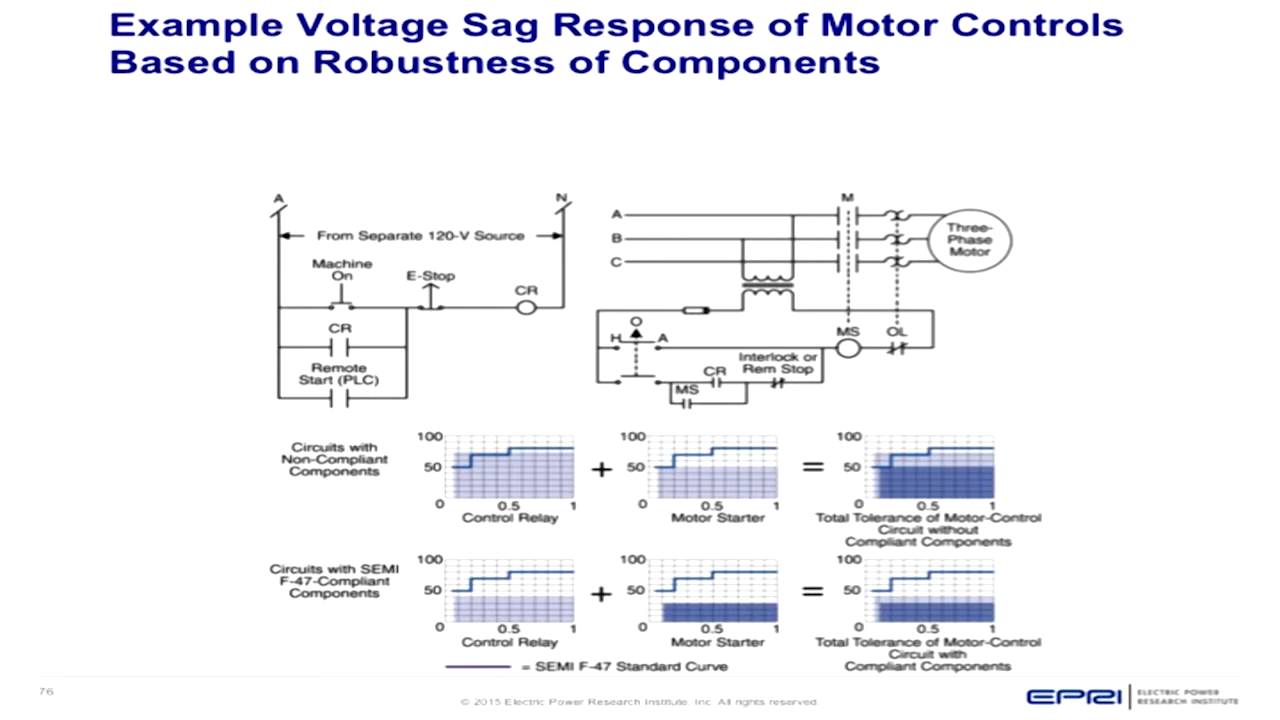 Example Voltage Sag Response of Motor Controls
Based on Robustness of Components
A
N
From Separate 120-V Source
Machine
On
E-Stop
CR
CR
Remote
Start (PLC)
A
B
C
M
Three-
Phase
Motor
O
H
A
MS
OL
Interlock or
Rem Stop
CR
MS
Circuits with
Non-Compliant
Components
100
50
0
0.5
1
Control Relay
+
100
50
0
0.5
1
Motor Starter
=
100
50
0
0.5
1
Total Tolerance of Motor-Control
Circuit without
Compliant Components
Circuits with SEMI
F-47-Compliant
Components
100
50
0
0.5
1
Control Relay
+
100
50
0
0.5
1
Motor Starter
=
100
50
0
0.5
1
Total Tolerance of Motor-Control
Circuit with
Compliant Components
= SEMI F-47 Standard Curve
76
© 2015 Electric Power Research Institute, Inc. All rights reserved.
EPRI
ELECTRIC POWER
RESEARCH INSTITUTE